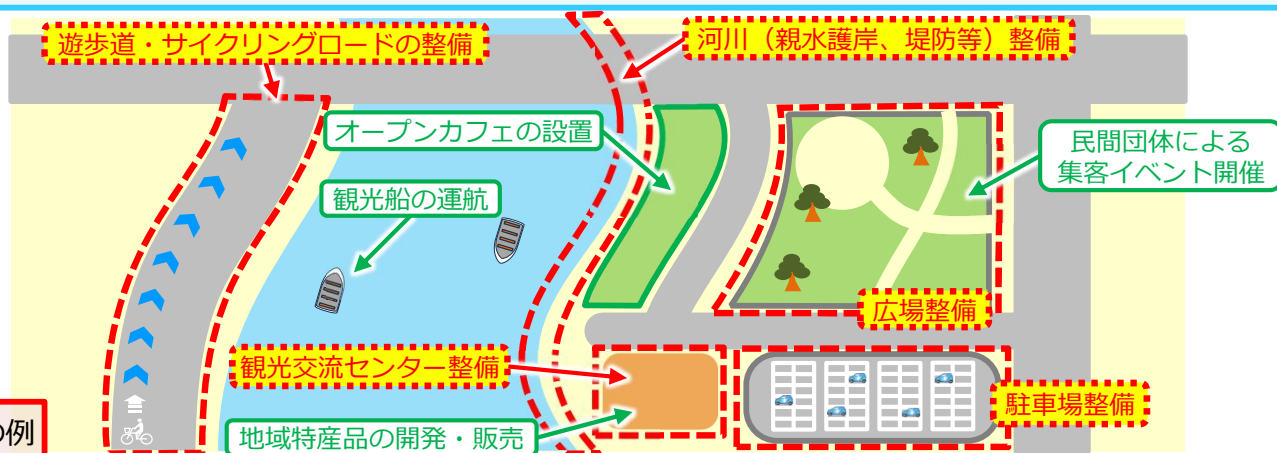 遊歩道・サイクリングロードの整備
河川（親水護岸、堤防等）整備
オープンカフェの設置
民間団体による
集客イベント開催
観光船の運航
広場整備
観光交流センター整備
駐車場整備
の例
地域特産品の開発・販売